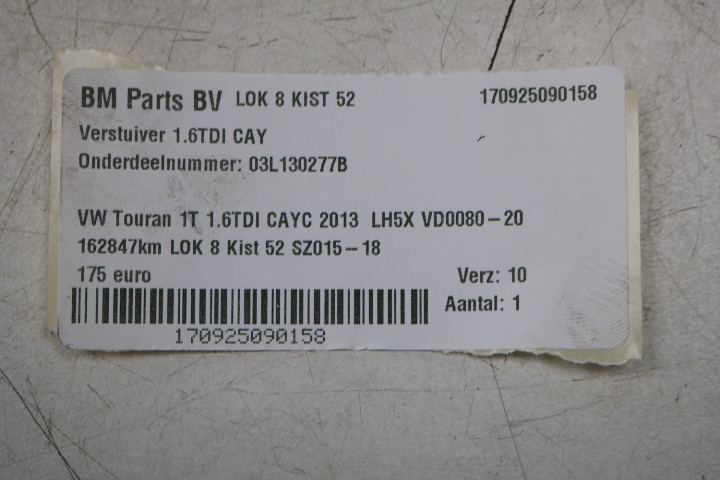 BM Parts BV LOK 8 KIST 52 170925090158
Verstuiver 1.6TDI CAY
Onderdeelnummer: 03L130277B
VW Touran 1T 1.6TDI CAYC 2013 LH5X VD0080-20
162847km LOK 8 Kist 52 SZ015-18
175 euro Verz: 10
Aantal: 1
170925090158